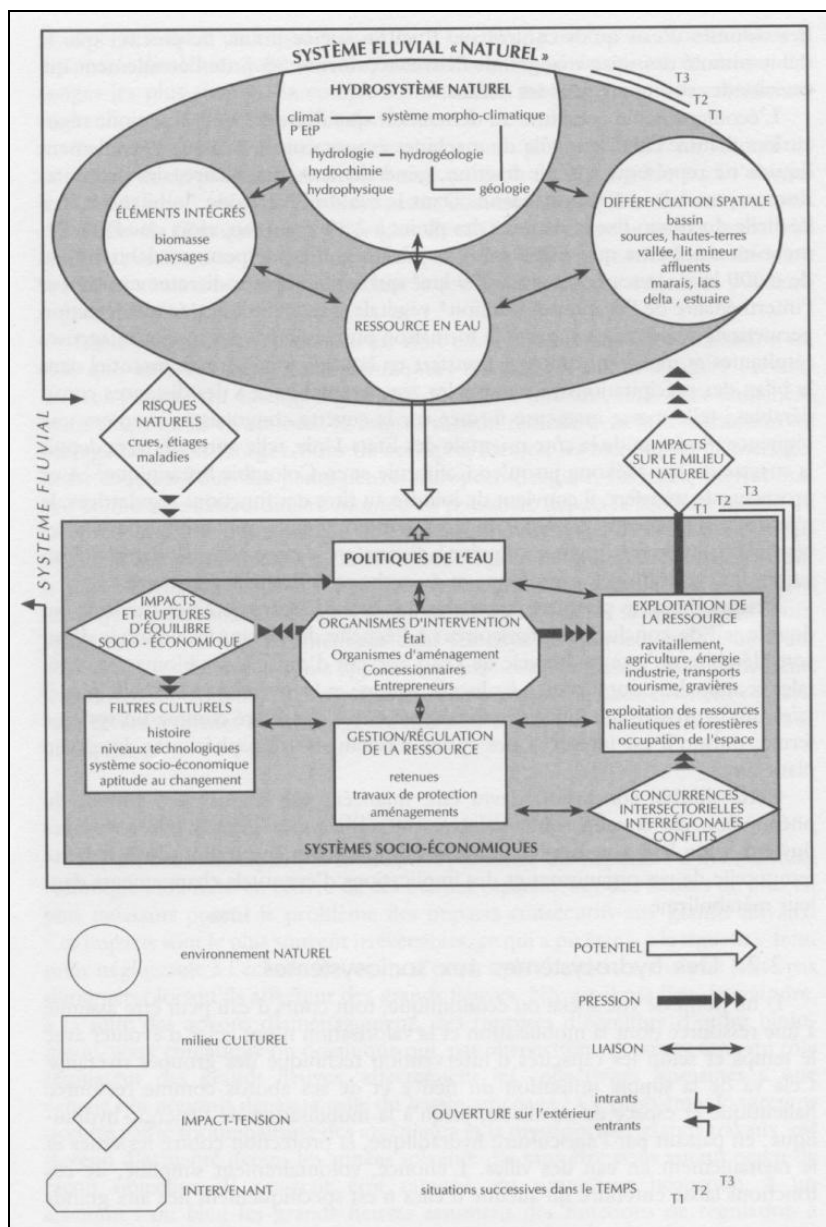 SYSTÈME FLUVIAL «NATUREL»
T3
T2
T1
HYDROSYSTÈME NATUREL
climat
P EtP
système morpho-climatique
hydrologie
hydrogéologie
hydrochimie
hydrophysique
géologie
ÉLÉMENTS INTÉGRÉS
biomasse
paysages
DIFFÉRENCIATION SPATIALE
bassin
sources, hautes-terres
vallée, lit mineur
affluents
marais, lacs
delta , estuaire
RESSOURCE EN EAU
SYSTEME FLUVIAL
RISQUES
NATURELS
crues, étiages
maladies
IMPACTS
SUR LE MILIEU
NATUREL
T1
T2
T3
POLITIQUES DE L'EAU
IMPACTS
ET RUPTURES
D'ÉQUILIBRE
SOCIO - ÉCONOMIQUE
ORGANISMES D'INTERVENTION
État
Organismes d'aménagement
Concessionnaires
Entrepreneurs
EXPLOITATION DE
LA RESSOURCE
ravitaillement,
agriculture, énergie
industrie, transports
tourisme, gravières
exploitation des ressources
halieutiques et forestières
occupation de l'espace
FILTRES CULTURELS
histoire
niveaux technologiques
système socio-économique
aptitude au changement
GESTION/RÉGULATION
DE LA RESSOURCE
retenues
travaux de protection
aménagements
CONCURRENCES
INTERSECTORIELLES
INTERRÉGIONALES
CONFLITS
SYSTÈMES SOCIO-ÉCONOMIQUES
environnement NATUREL
POTENTIEL
PRESSION
milieu CULTUREL
LIAISON
IMPACT-TENSION
OUVERTURE sur l'extérieur
intrants
entrants
INTERVENANT
situations successives dans le TEMPS
T1
T2
T3